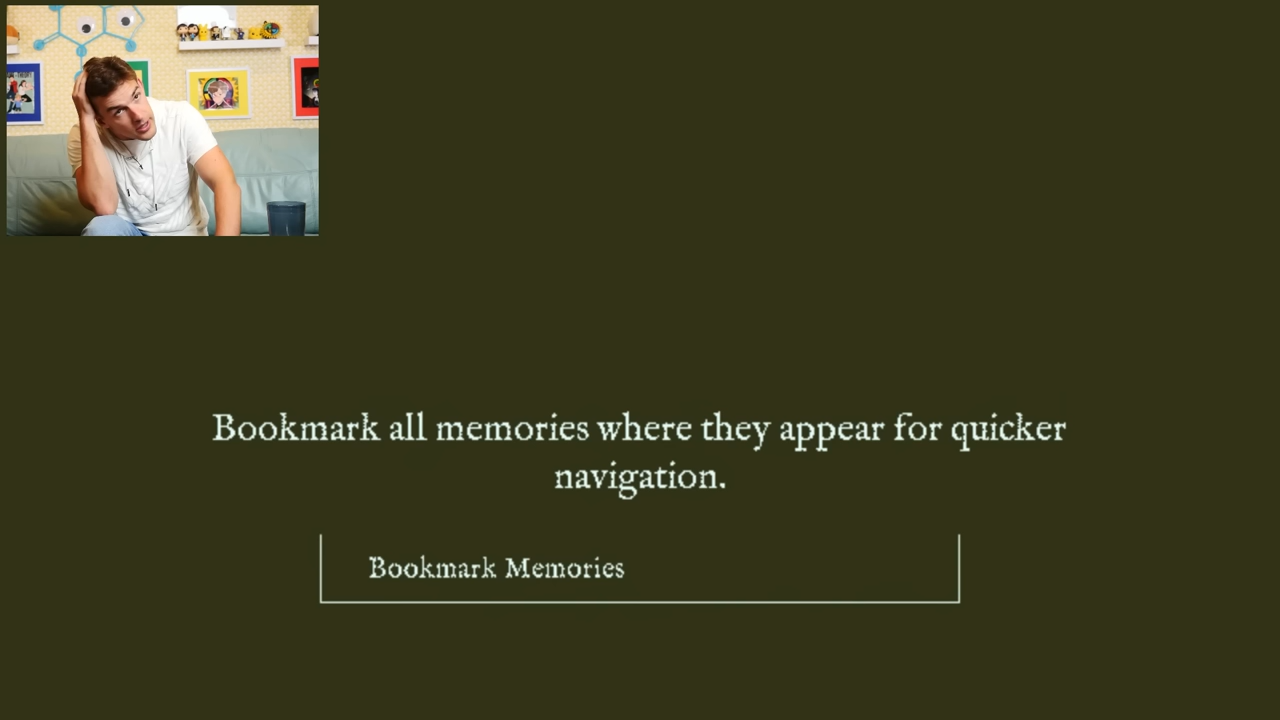 Bookmark all memories where they appear for quicker
navigation.
Bookmark Memories